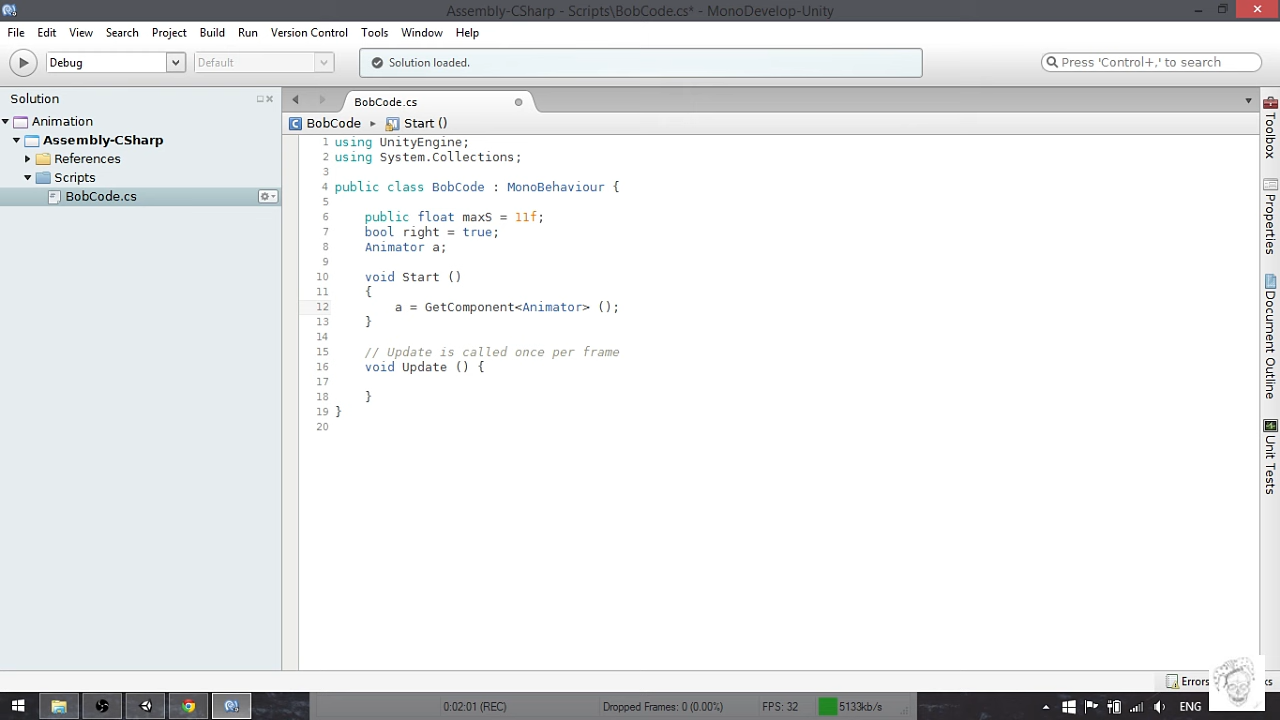 Assembly-CSharp - Scripts\BobCode.cs* - MonoDevelop-Unity
File Edit View Search Project Build Run Version Control Tools Window Help
Debug Default Solution loaded. Press 'Control+,' to search
Solution
Animation
Assembly-CSharp
References
Scripts
BobCode.cs
BobCode.cs
BobCode Start ()
1 using UnityEngine;
2 using System.Collections;
3
4 public class BobCode : MonoBehaviour {
5
6 public float maxS = 11f;
7 bool right = true;
8 Animator a;
9
10 void Start ()
11 {
12 a = GetComponent<Animator> ();
13 }
14
15 // Update is called once per frame
16 void Update () {
17
18 }
19 }
20
Toolbox
Properties
Document Outline
Unit Tests
Errors
0:02:01 (REC) Dropped Frames: 0 (0.00%) FPS: 32 5133kb/s ENG